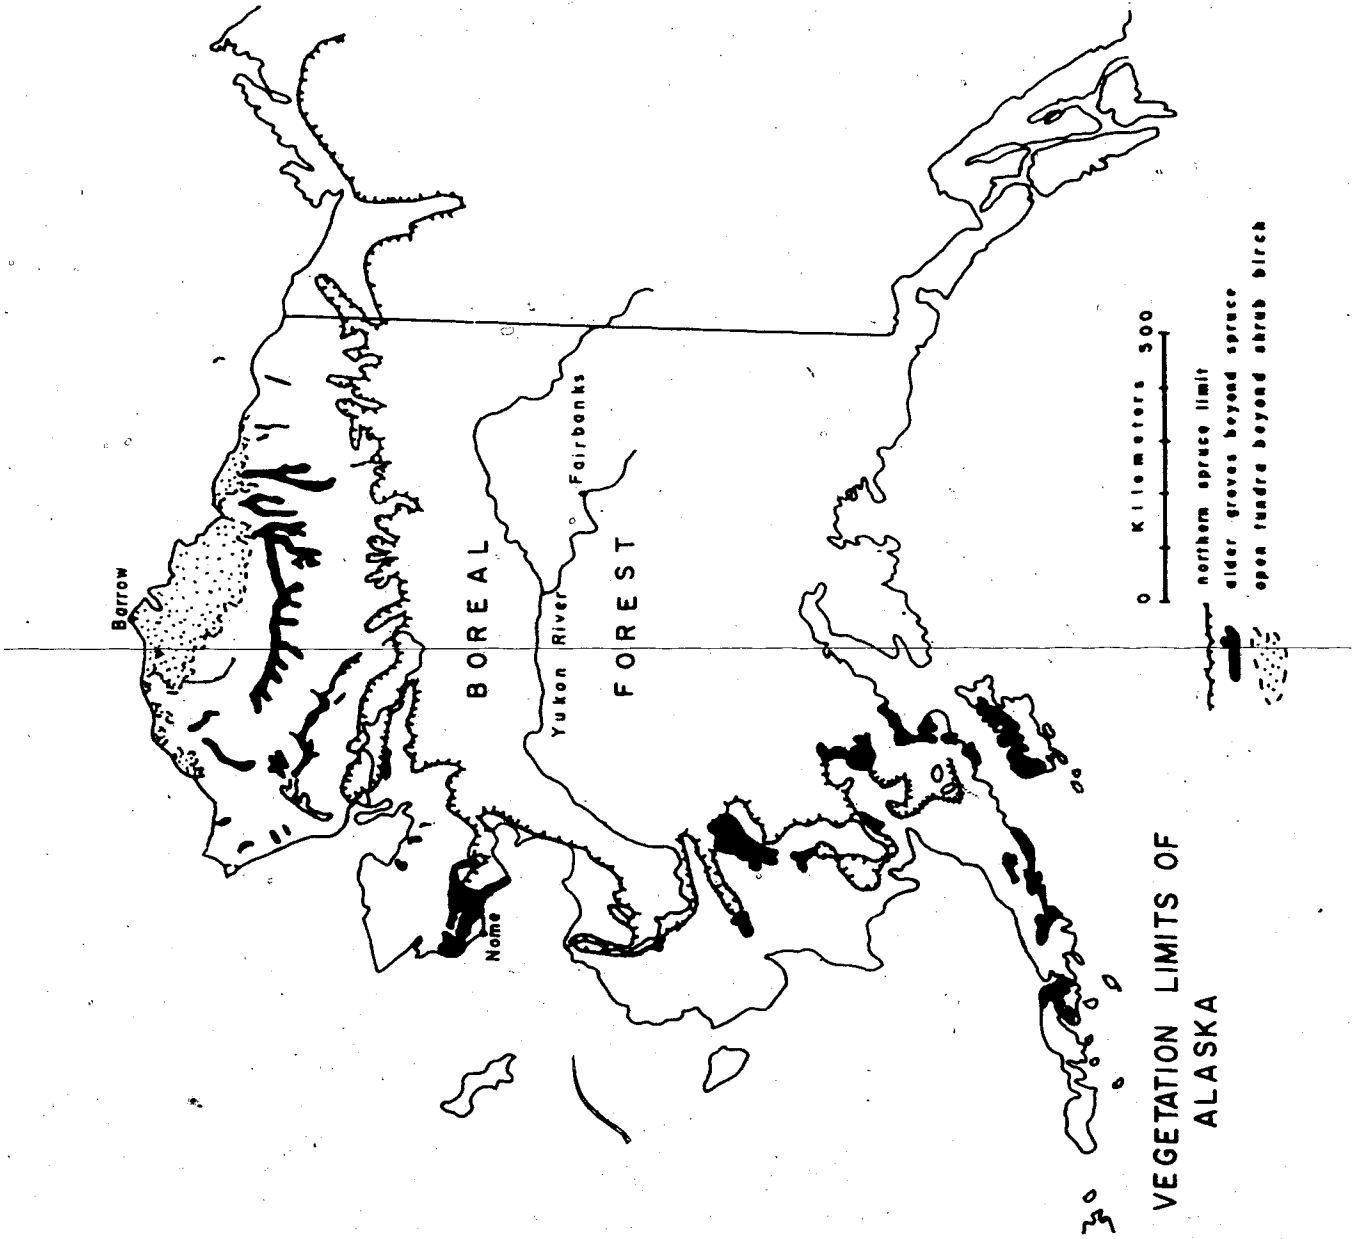 Barrow
Fairbanks
BOREAL
Yukon River
FOREST
Nome
0 Kilometers 500
northern spruce limit
alder groves beyond spruce
open tundra beyond shrub birch
VEGETATION LIMITS OF
ALASKA